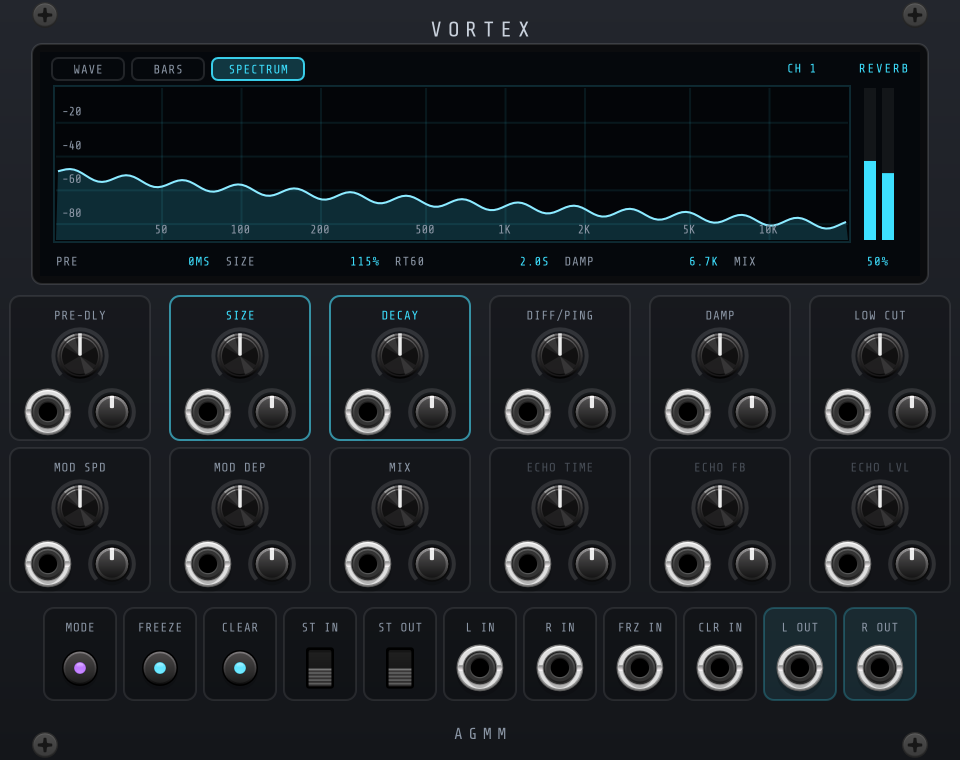 VORTEX
WAVE BARS SPECTRUM CH 1 REVERB
-20
-40
-60
-80
50 100 200 500 1K 2K 5K 10K
PRE 0MS SIZE 115% RT60 2.0S DAMP 6.7K MIX 50%
PRE-DLY SIZE DECAY DIFF/PING DAMP LOW CUT
MOD SPD MOD DEP MIX ECHO TIME ECHO FB ECHO LVL
MODE FREEZE CLEAR ST IN ST OUT L IN R IN FRZ IN CLR IN L OUT R OUT
AGMM